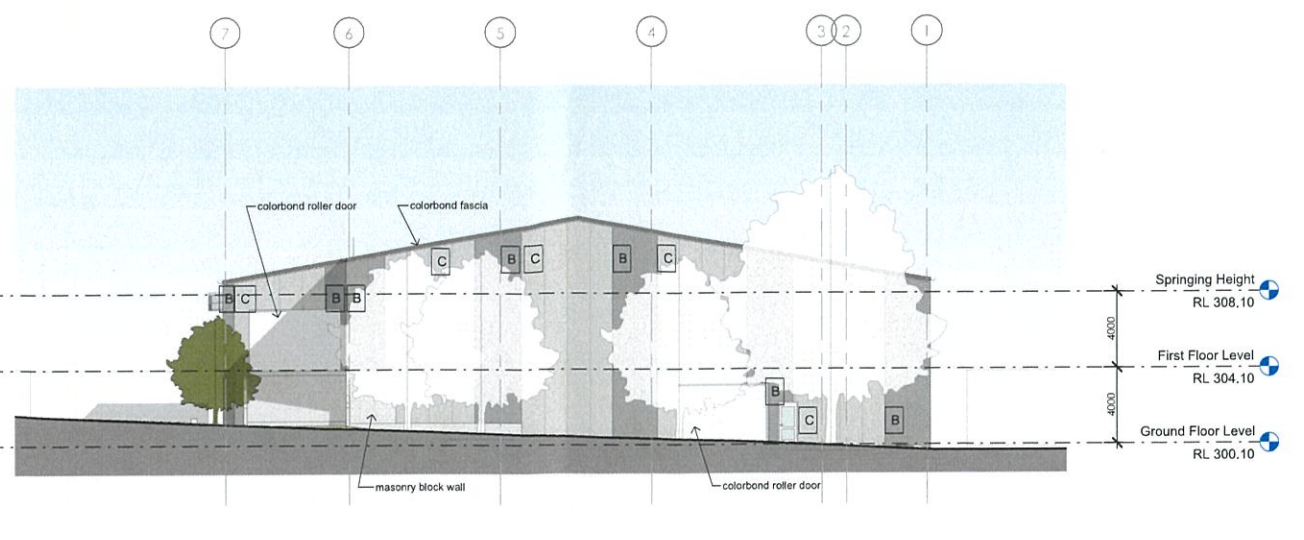 7 6 5 4 3 2 1
colorbond roller door
colorbond fascia
C B C B C
B C B B
Springing Height
RL 308.10
4000
First Floor Level
RL 304.10
B
C B
4000
Ground Floor Level
RL 300.10
masonry block wall
colorbond roller door